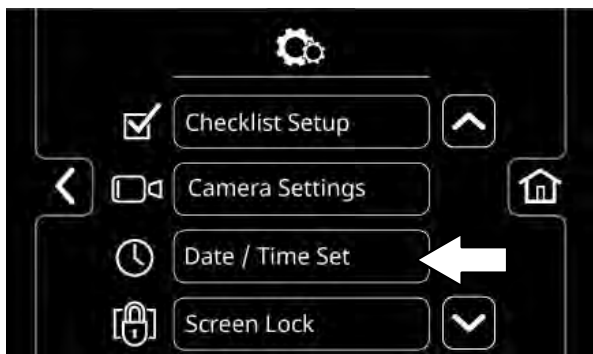 Checklist Setup
Camera Settings
Date / Time Set
Screen Lock